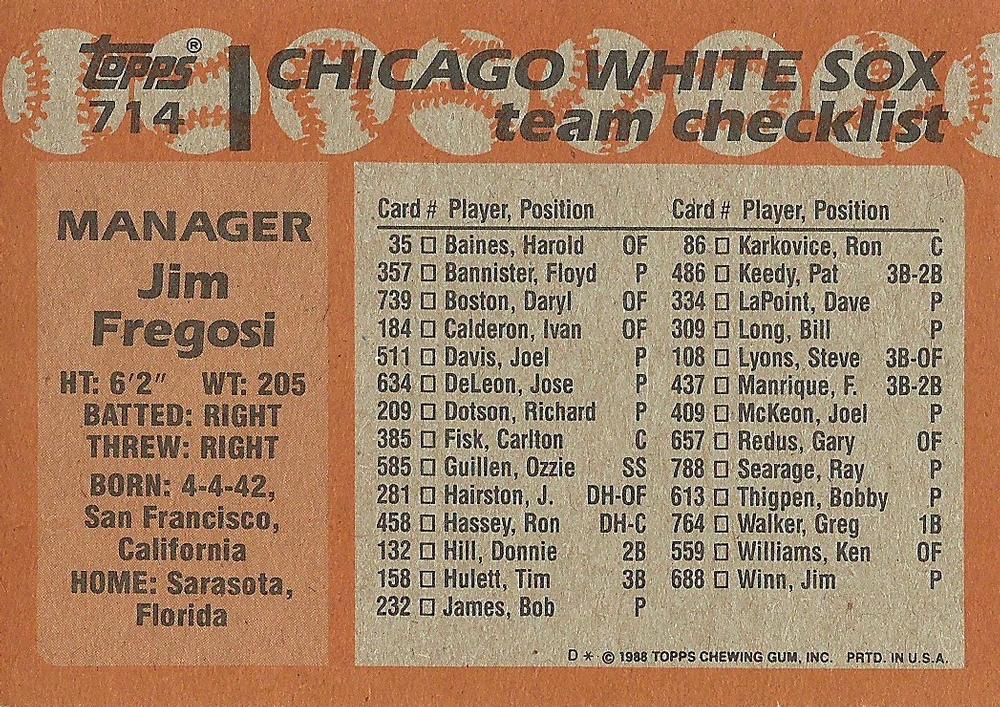 topps®
714
CHICAGO WHITE SOX
team checklist
MANAGER
Jim
Fregosi
HT: 6'2" WT: 205
BATTED: RIGHT
THREW: RIGHT
BORN: 4-4-42,
San Francisco,
California
HOME: Sarasota,
Florida
Card # Player, Position
35 □ Baines, Harold OF
357 □ Bannister, Floyd P
739 □ Boston, Daryl OF
184 □ Calderon, Ivan OF
511 □ Davis, Joel P
634 □ DeLeon, Jose P
209 □ Dotson, Richard P
385 □ Fisk, Carlton C
585 □ Guillen, Ozzie SS
281 □ Hairston, J. DH-OF
458 □ Hassey, Ron DH-C
132 □ Hill, Donnie 2B
158 □ Hulett, Tim 3B
232 □ James, Bob P
Card # Player, Position
86 □ Karkovice, Ron C
486 □ Keedy, Pat 3B-2B
334 □ LaPoint, Dave P
309 □ Long, Bill P
108 □ Lyons, Steve 3B-OF
437 □ Manrique, F. 3B-2B
409 □ McKeon, Joel P
657 □ Redus, Gary OF
788 □ Searage, Ray P
613 □ Thigpen, Bobby P
764 □ Walker, Greg 1B
559 □ Williams, Ken OF
688 □ Winn, Jim P
D * © 1988 TOPPS CHEWING GUM, INC. PRTD. IN U.S.A.